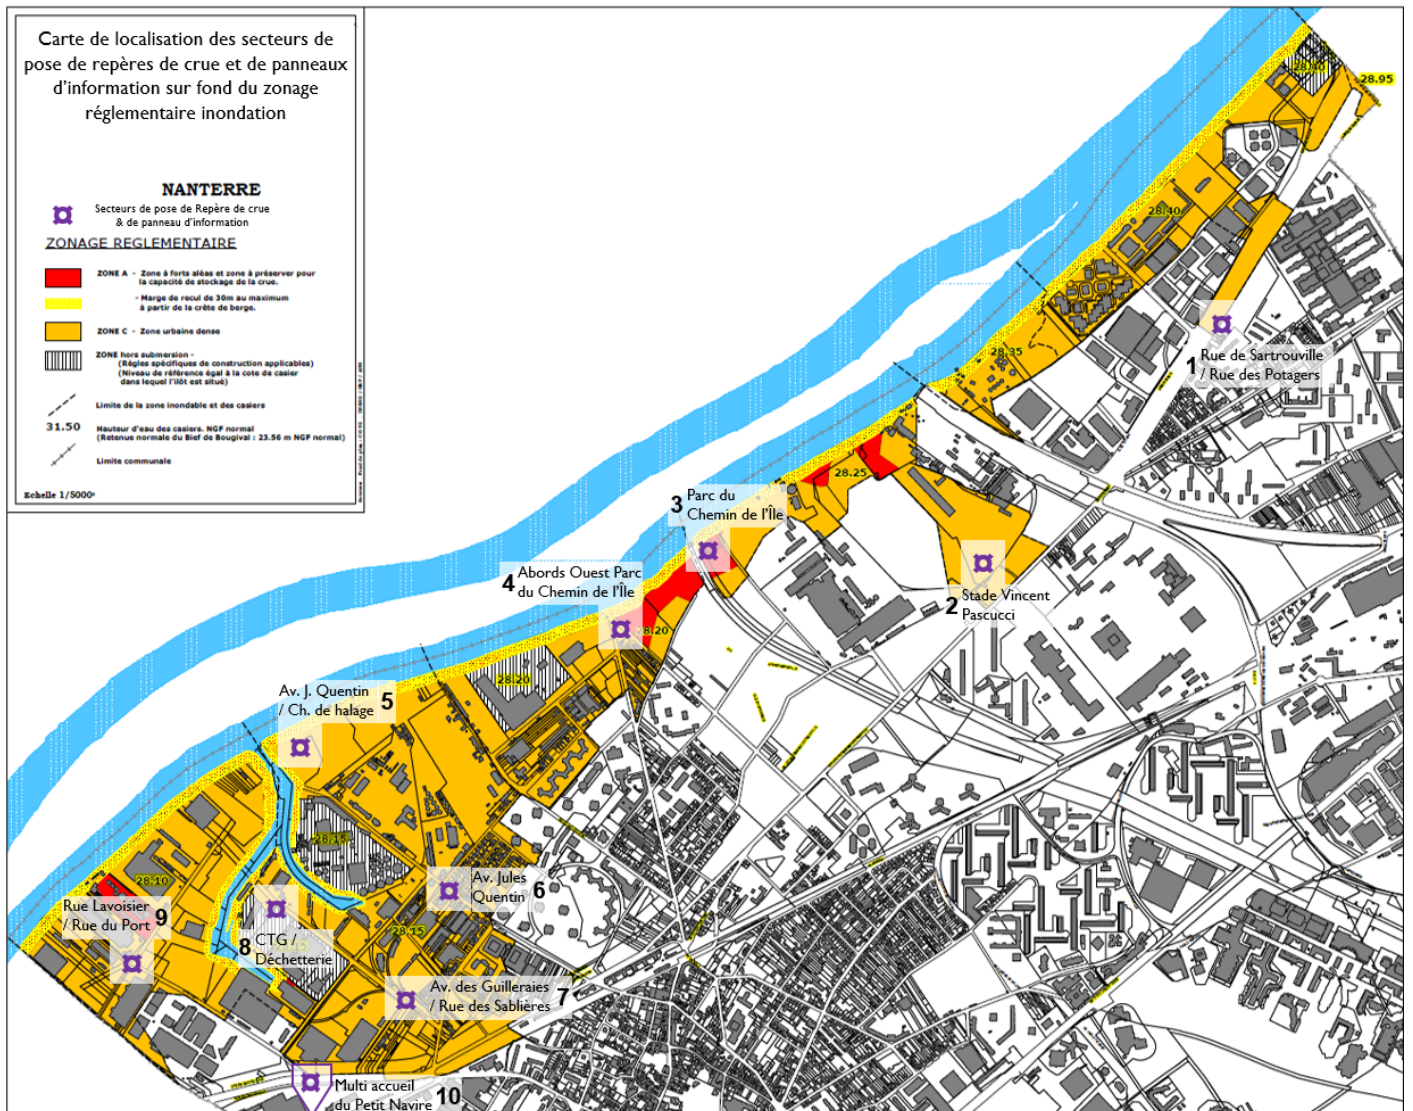 Carte de localisation des secteurs de
pose de repères de crue et de panneaux
d'information sur fond du zonage
réglementaire inondation
NANTERRE
Secteurs de pose de Repère de crue
& de panneau d'information
ZONAGE REGLEMENTAIRE
ZONE A - Zone à forts aléas et zone à préserver pour
la capacité de stockage de la crue.
- Marge de recul de 30m au maximum
à partir de la crête de berge.
ZONE C - Zone urbaine dense
ZONE hors submersion -
(Règles spécifiques de construction applicables)
(Niveau de référence égal à la cote de casier
dans lequel l'îlot est situé)
Limite de la zone inondable et des casiers
31.50 Hauteur d'eau des casiers. NGF normal
(Retenue normale du Bief de Bougival : 23.56 m NGF normal)
Limite communale
Echelle 1/5000e
28.40
28.95
28.40
28.35
1 Rue de Sartrouville
/ Rue des Potagers
28.25
3 Parc du
Chemin de l'Île
4 Abords Ouest Parc
du Chemin de l'Île
2 Stade Vincent
Pascucci
28.20
28.20
Av. J. Quentin
/ Ch. de halage 5
28.15
28.10
Av. Jules
Quentin 6
Rue Lavoisier
/ Rue du Port 9
28.15
8 CTG /
Déchetterie
Av. des Guilleraies
/ Rue des Sablières 7
Multi accueil
du Petit Navire 10